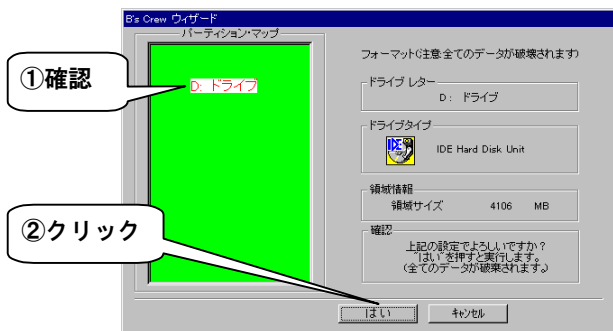 B's Crew ウィザード
パーティション・マップ
D: ドライブ
フォーマット(注意:全てのデータが破壊されます)
ドライブ レター
D: ドライブ
ドライブタイプ
IDE
IDE Hard Disk Unit
領域情報
領域サイズ 4106 MB
確認
上記の設定でよろしいですか?
"はい"を押すと実行します。
(全てのデータが破棄されます。)
はい
キャンセル
①確認
②クリック